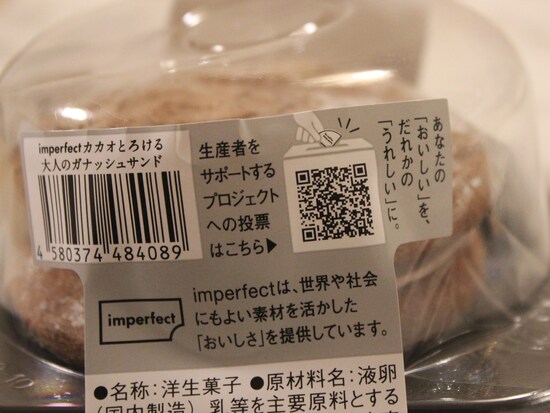 imperfectカカオとろける
大人のガナッシュサンド
4 580374 484089
生産者を
サポートする
プロジェクト
への投票
はこちら▶
あなたの
「おいしい」を、
だれかの
「うれしい」に。
imperfect
imperfectは、世界や社会
にもよい素材を活かした
「おいしさ」を提供しています。
●名称:洋生菓子 ●原材料名:液卵
(国内製造)、乳等を主要原料とする